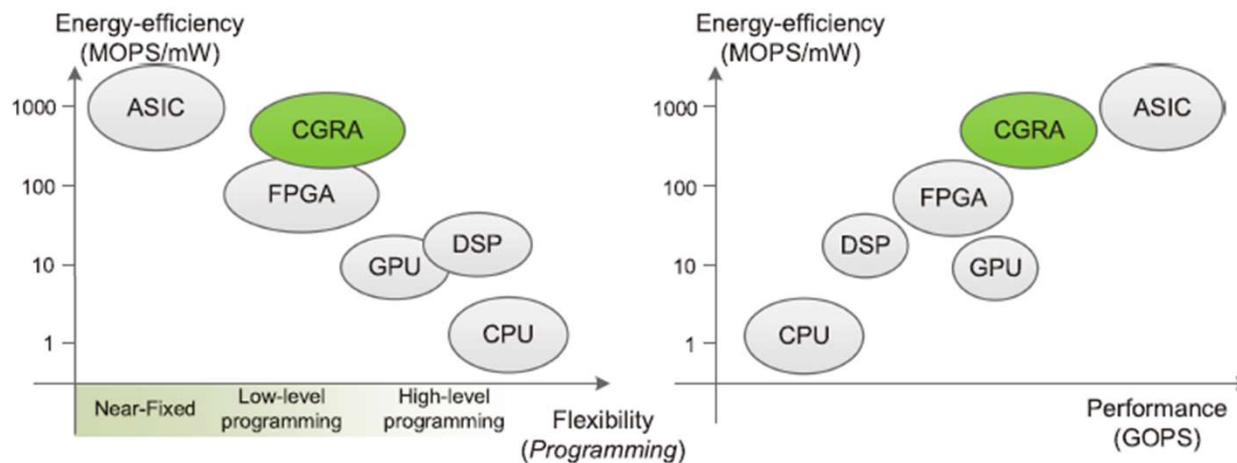 Energy-efficiency
(MOPS/mW)
1000
100
10
1
ASIC
CGRA
FPGA
GPU
DSP
CPU
Near-Fixed
Low-level
programming
High-level
programming
Flexibility
(Programming)
Energy-efficiency
(MOPS/mW)
1000
100
10
1
ASIC
CGRA
FPGA
DSP
GPU
CPU
Performance
(GOPS)